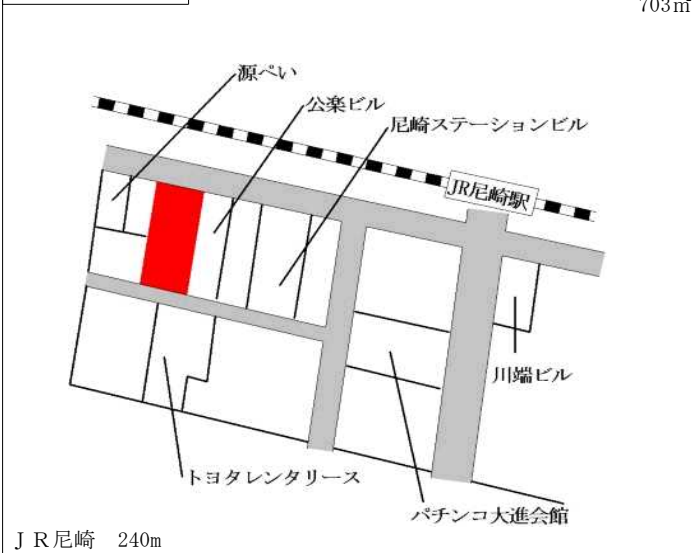 703㎡
源ぺい
公楽ビル
尼崎ステーションビル
JR尼崎駅
川端ビル
トヨタレンタリース
パチンコ大進会館
ＪＲ尼崎　240m